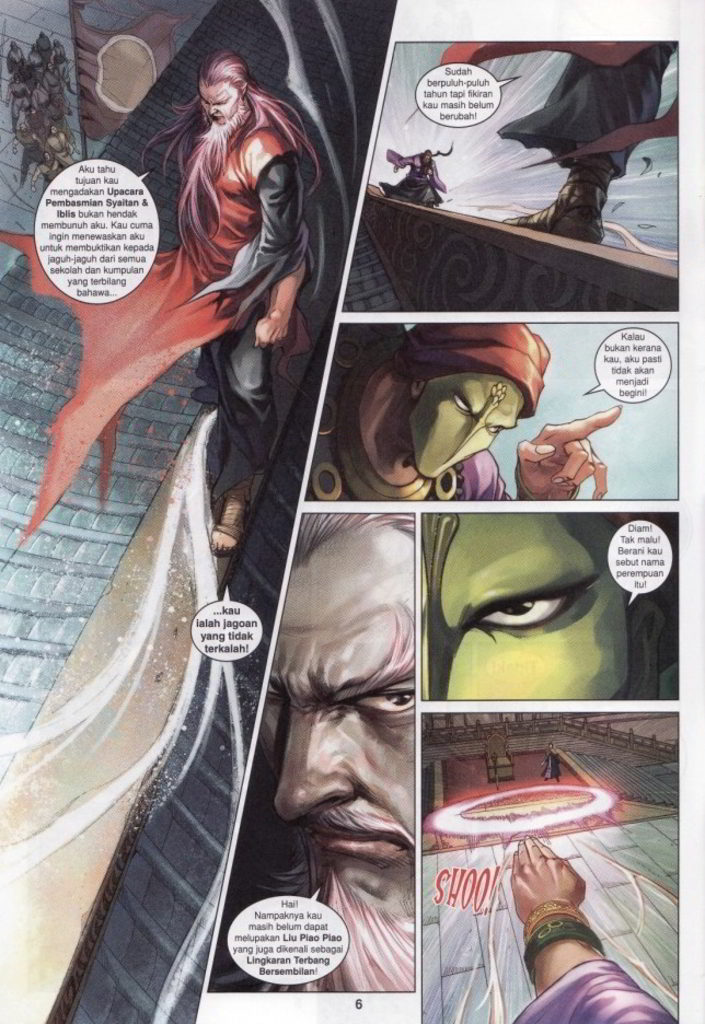 Aku tahu
tujuan kau
mengadakan Upacara
Pembasmian Syaitan &
Iblis bukan hendak
membunuh aku. Kau cuma
ingin menewaskan aku
untuk membuktikan kepada
jaguh-jaguh dari semua
sekolah dan kumpulan
yang terbilang
bahawa...
...kau
ialah jagoan
yang tidak
terkalah!
Sudah
berpuluh-puluh
tahun tapi fikiran
kau masih belum
berubah!
Kalau
bukan kerana
kau, aku pasti
tidak akan
menjadi
begini!
Hai!
Nampaknya kau
masih belum dapat
melupakan Liu Piao Piao
yang juga dikenali sebagai
Lingkaran Terbang
Bersembilan!
Diam!
Tak malu!
Berani kau
sebut nama
perempuan
itu!
SHOO!
6